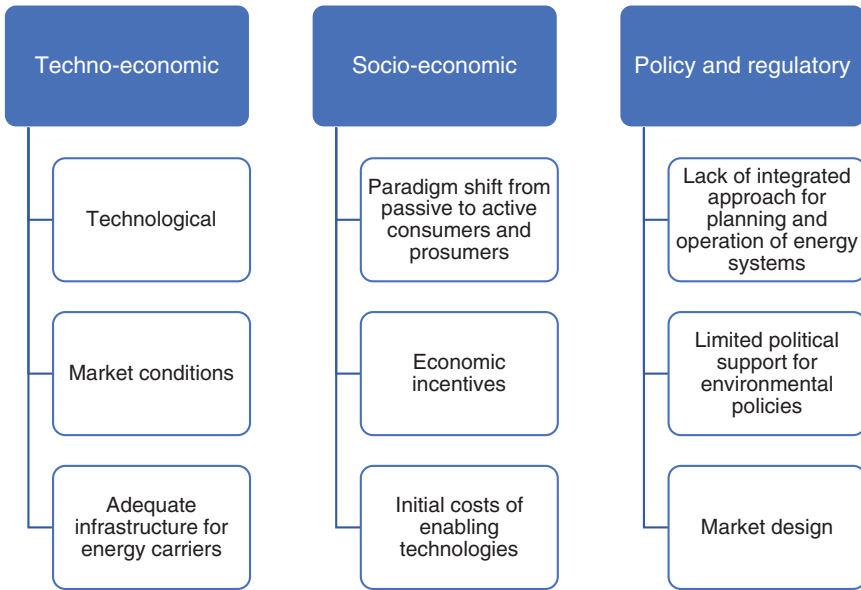 Techno-economic
Technological
Market conditions
Adequate
infrastructure for
energy carriers
Socio-economic
Paradigm shift from
passive to active
consumers and
prosumers
Economic
incentives
Initial costs of
enabling
technologies
Policy and regulatory
Lack of integrated
approach for
planning and
operation of energy
systems
Limited political
support for
environmental
policies
Market design